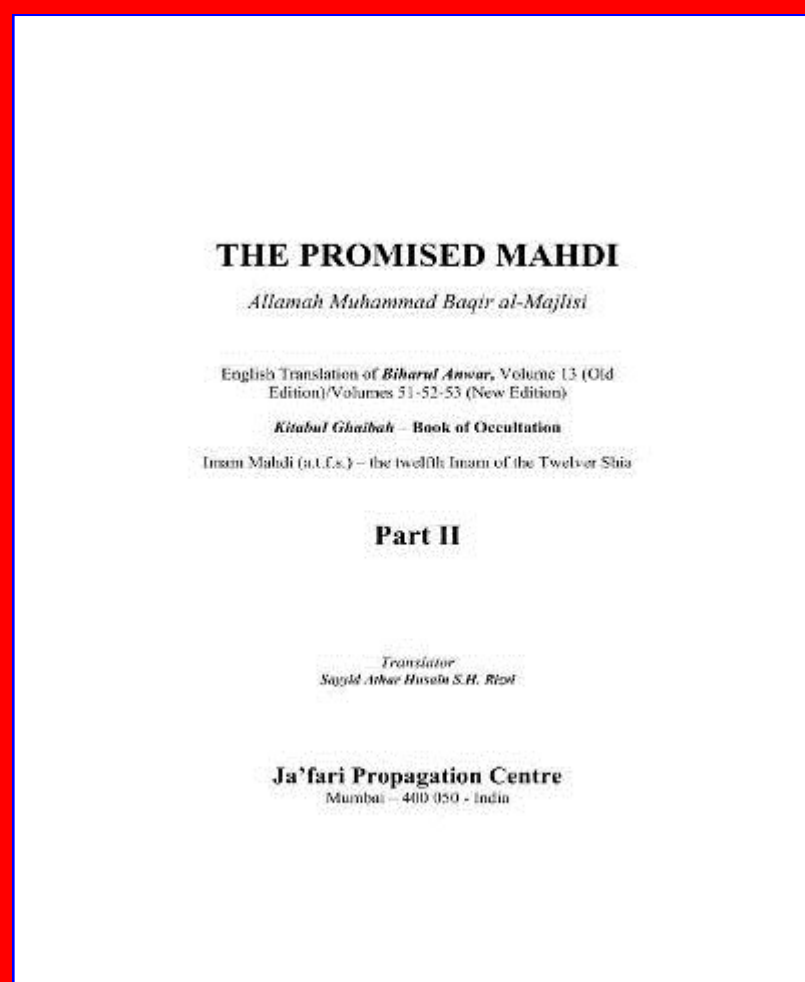 THE PROMISED MAHDI
Allamah Muhammad Baqir al-Majlisi
English Translation of Biharul Anwar, Volume 13 (Old
Edition)/Volumes 51-52-53 (New Edition)
Kitabul Ghaibah – Book of Occultation
Imam Mahdi (a.t.f.s.) – the twelfth Imam of the Twelver Shia
Part II
Translator
Sayyid Athar Husain S.H. Rizvi
Ja'fari Propagation Centre
Mumbai – 400 050 - India